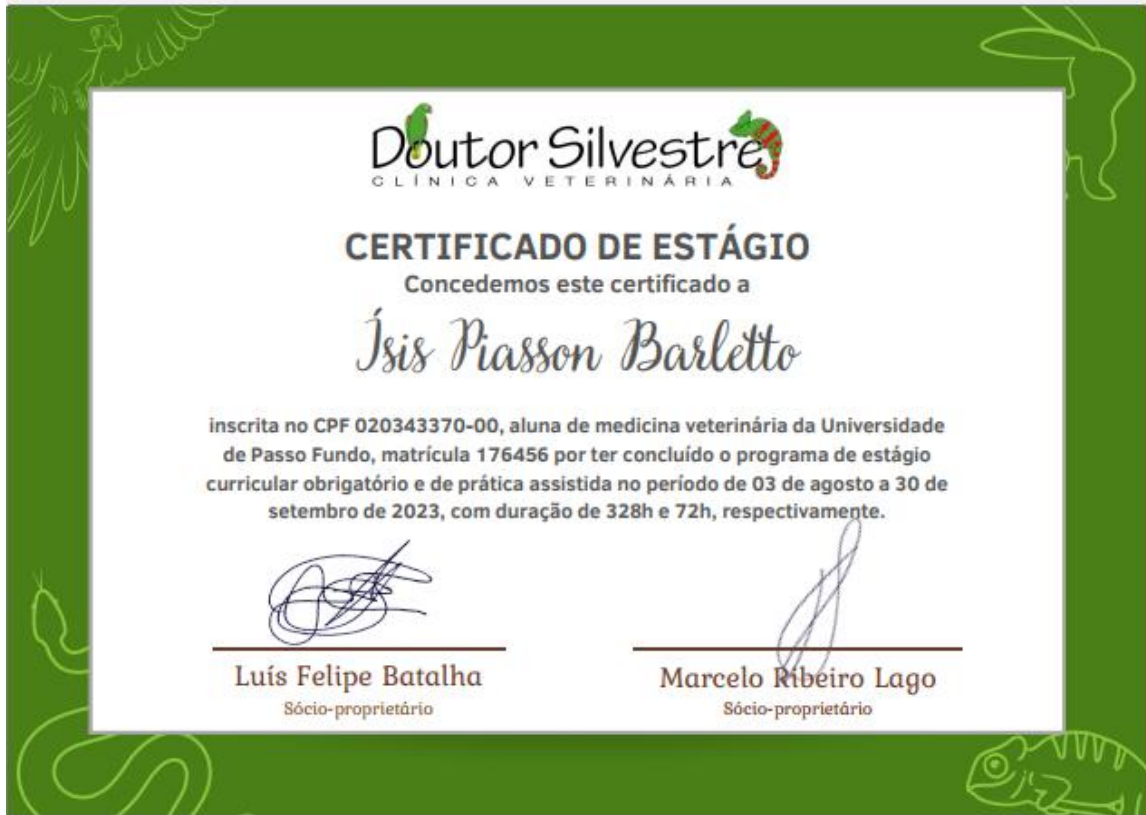 Doutor Silvestre
CLÍNICA VETERINÁRIA
CERTIFICADO DE ESTÁGIO
Concedemos este certificado a
Ísis Piasson Barletto
inscrita no CPF 020343370-00, aluna de medicina veterinária da Universidade
de Passo Fundo, matrícula 176456 por ter concluído o programa de estágio
curricular obrigatório e de prática assistida no período de 03 de agosto a 30 de
setembro de 2023, com duração de 328h e 72h, respectivamente.
Luís Felipe Batalha
Sócio-proprietário
Marcelo Ribeiro Lago
Sócio-proprietário